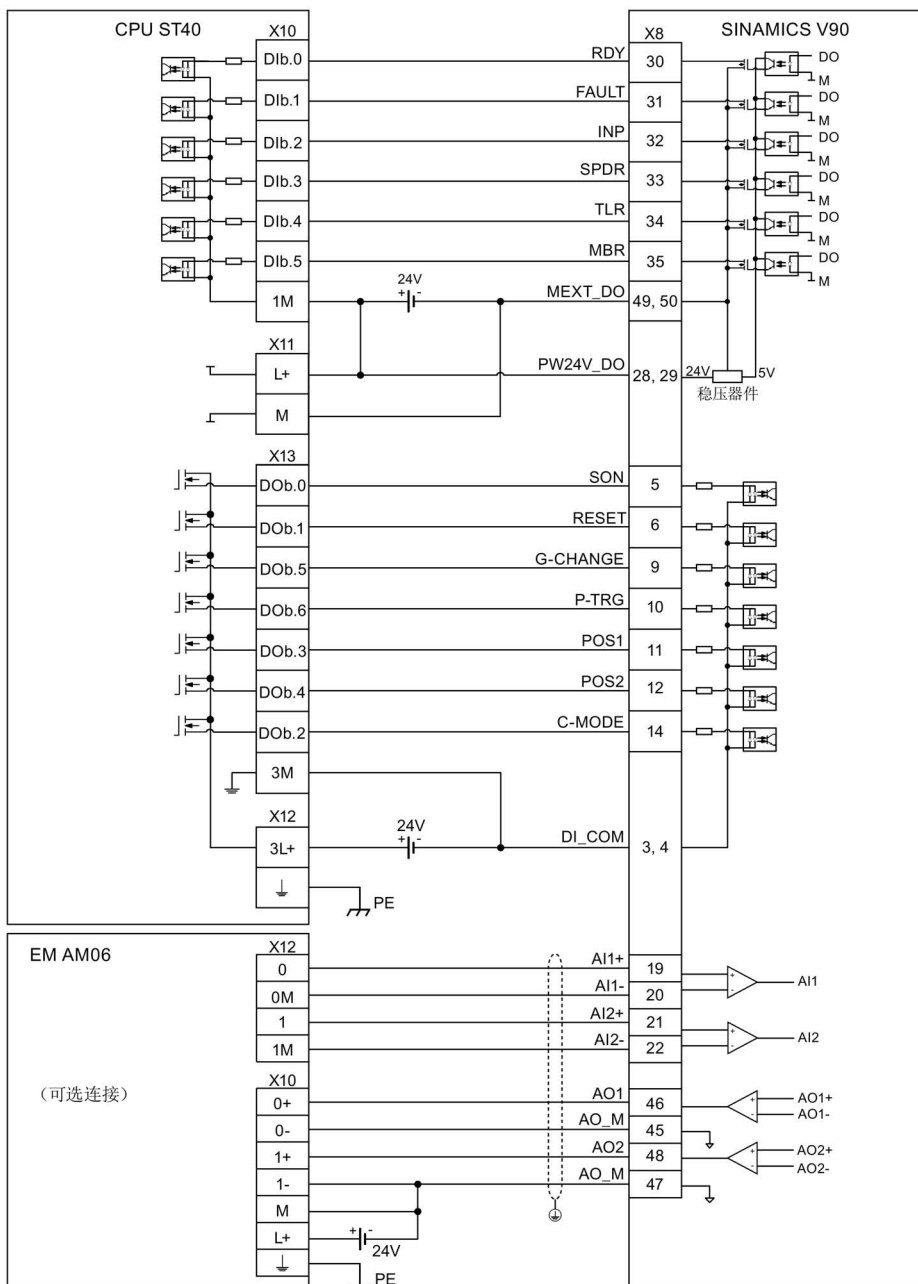 CPU ST40 X10 X8 SINAMICS V90
DIb.0 RDY 30 DO
M
DIb.1 FAULT 31 DO
M
DIb.2 INP 32 DO
M
DIb.3 SPDR 33 DO
M
DIb.4 TLR 34 DO
M
DIb.5 MBR 35 DO
M
24V
1M + - MEXT_DO 49, 50
X11
L+ PW24V_DO 28, 29 24V 5V
稳压器件
M
X13
DOb.0 SON 5
DOb.1 RESET 6
DOb.5 G-CHANGE 9
DOb.6 P-TRG 10
DOb.3 POS1 11
DOb.4 POS2 12
DOb.2 C-MODE 14
3M
X12
24V
3L+ + - DI_COM 3, 4
PE
EM AM06 X12
0 AI1+ 19 + AI1
0M AI1- 20 -
1 AI2+ 21 + AI2
1M AI2- 22 -
（可选连接）
X10
0+ AO1 46 + AO1+
- AO1-
0- AO_M 45
1+ AO2 48 + AO2+
- AO2-
1- AO_M 47
M
L+ + -
24V
PE